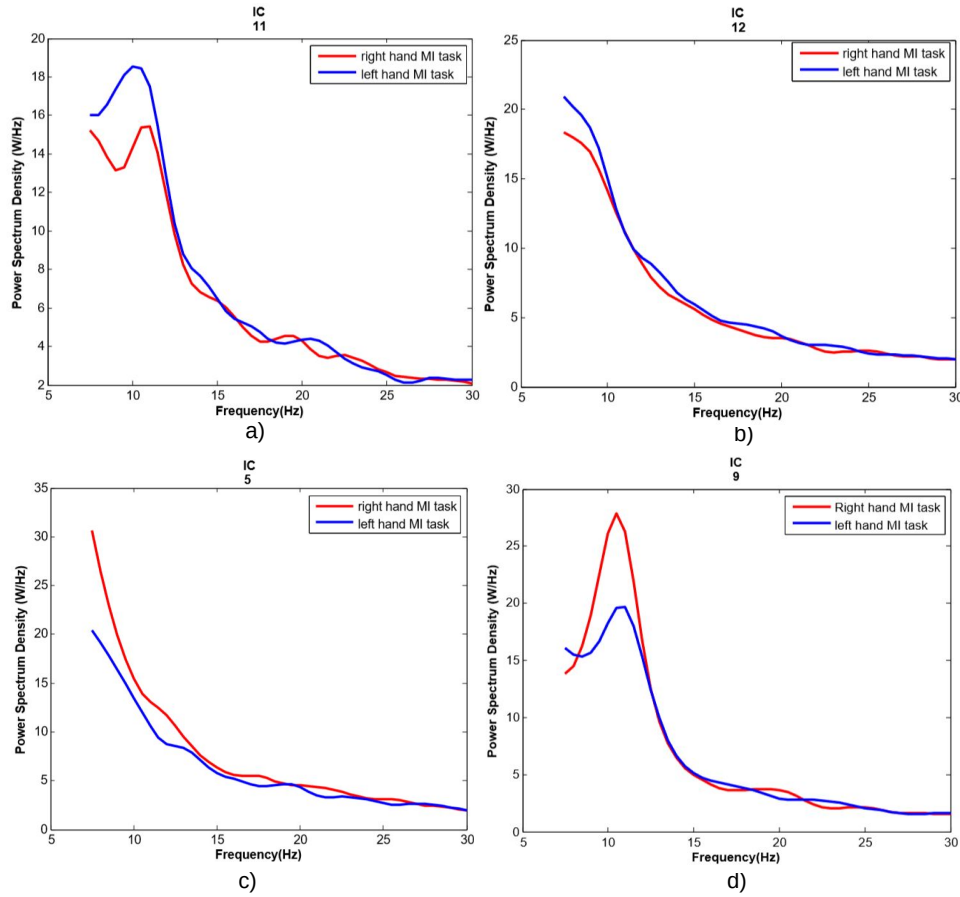 IC
11
20
18
16
14
12
10
8
6
4
2
5
10
15
20
25
30
Power Spectrum Density (W/Hz)
Frequency(Hz)
right hand MI task
left hand MI task
a)
IC
12
25
20
15
10
5
0
5
10
15
20
25
30
Power Spectrum Density (W/Hz)
Frequency(Hz)
right hand MI task
left hand MI task
b)
IC
5
35
30
25
20
15
10
5
0
5
10
15
20
25
30
Power Spectrum Density (W/Hz)
Frequency(Hz)
right hand MI task
left hand MI task
c)
IC
9
30
25
20
15
10
5
0
5
10
15
20
25
30
Power Spectrum Density (W/Hz)
Frequency(Hz)
Right hand MI task
left hand MI task
d)